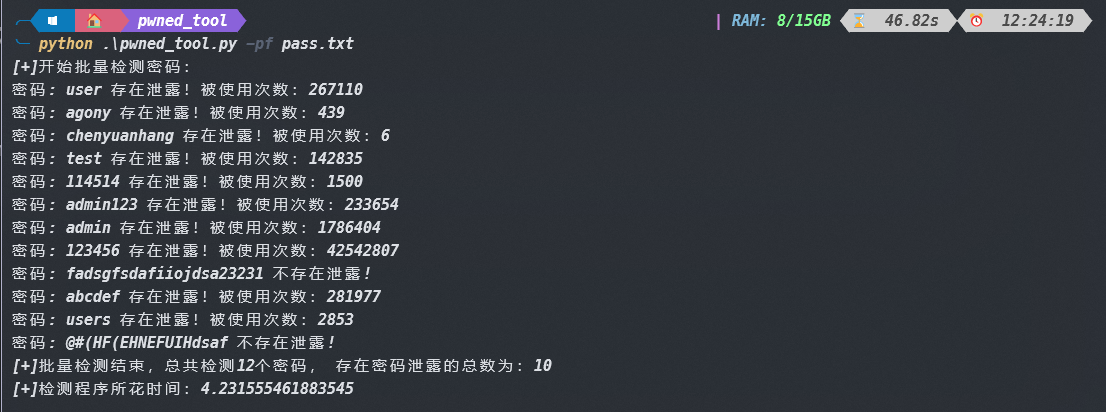 pwned_tool | RAM: 8/15GB 46.82s 12:24:19
python .\pwned_tool.py -pf pass.txt
[+]开始批量检测密码:
密码: user 存在泄露! 被使用次数: 267110
密码: agony 存在泄露! 被使用次数: 439
密码: chenyuanhang 存在泄露! 被使用次数: 6
密码: test 存在泄露! 被使用次数: 142835
密码: 114514 存在泄露! 被使用次数: 1500
密码: admin123 存在泄露! 被使用次数: 233654
密码: admin 存在泄露! 被使用次数: 1786404
密码: 123456 存在泄露! 被使用次数: 42542807
密码: fadsgfsdafiiojdsa23231 不存在泄露!
密码: abcdef 存在泄露! 被使用次数: 281977
密码: users 存在泄露! 被使用次数: 2853
密码: @#(HF(EHNEFUIHdsaf 不存在泄露!
[+]批量检测结束, 总共检测12个密码, 存在密码泄露的总数为: 10
[+]检测程序所花时间: 4.231555461883545